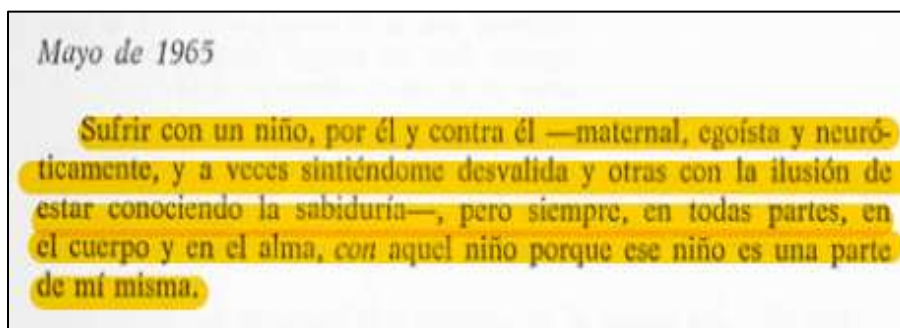 Mayo de 1965
Sufrir con un niño, por él y contra él —maternal, egoísta y neuró-
ticamente, y a veces sintiéndome desvalida y otras con la ilusión de
estar conociendo la sabiduría—, pero siempre, en todas partes, en
el cuerpo y en el alma, con aquel niño porque ese niño es una parte
de mí misma.